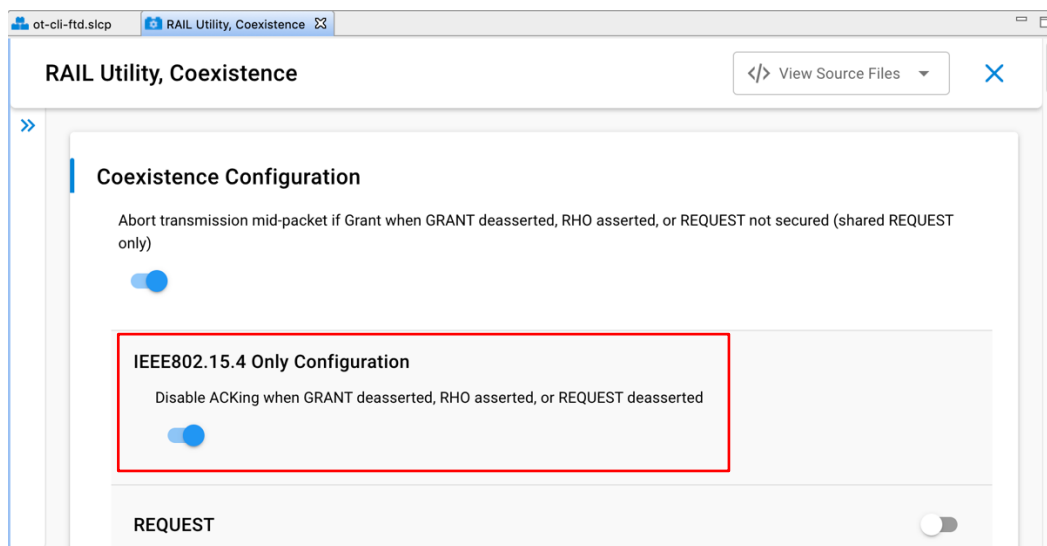 ot-cli-ftd.slcp
RAIL Utility, Coexistence
RAIL Utility, Coexistence
View Source Files
Coexistence Configuration
Abort transmission mid-packet if Grant when GRANT deasserted, RHO asserted, or REQUEST not secured (shared REQUEST
only)
IEEE802.15.4 Only Configuration
Disable ACKing when GRANT deasserted, RHO asserted, or REQUEST deasserted
REQUEST